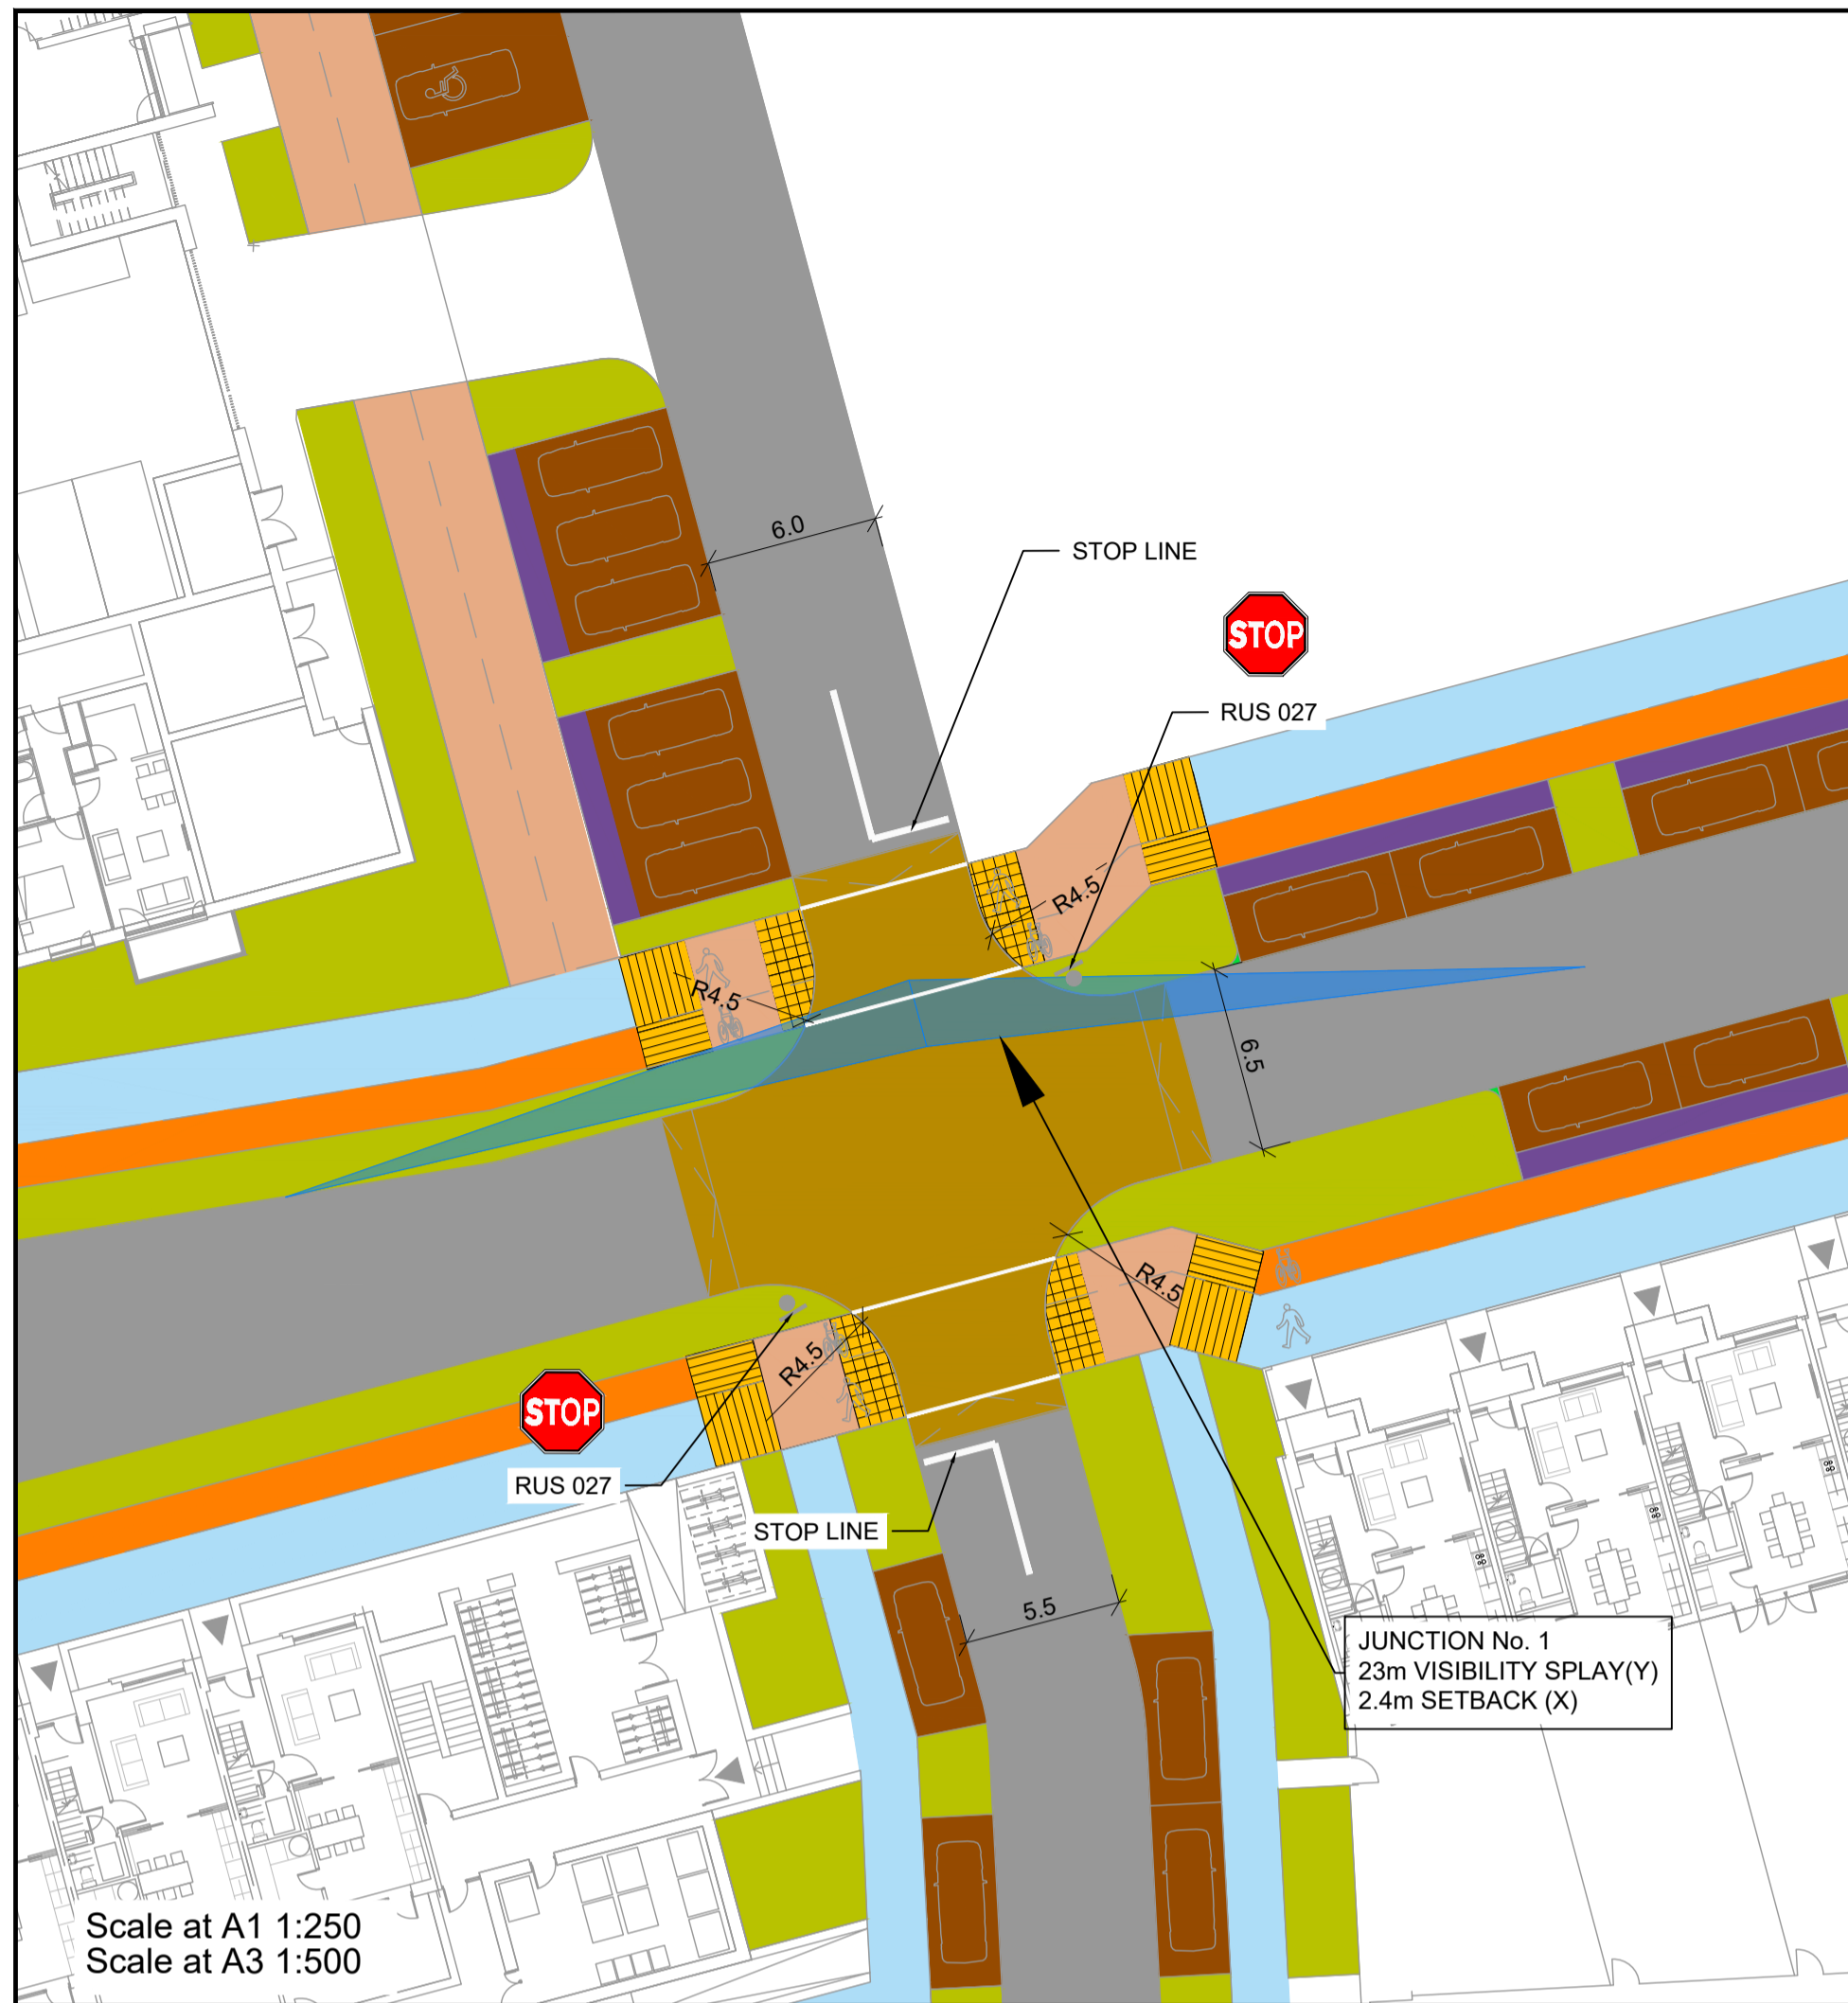 6.0
STOP LINE
STOP
RUS 027
R4.5
R4.5
6.5
R4.5
R4.5
STOP
RUS 027
STOP LINE
5.5
JUNCTION No. 1
23m VISIBILITY SPLAY(Y)
2.4m SETBACK (X)
Scale at A1 1:250
Scale at A3 1:500